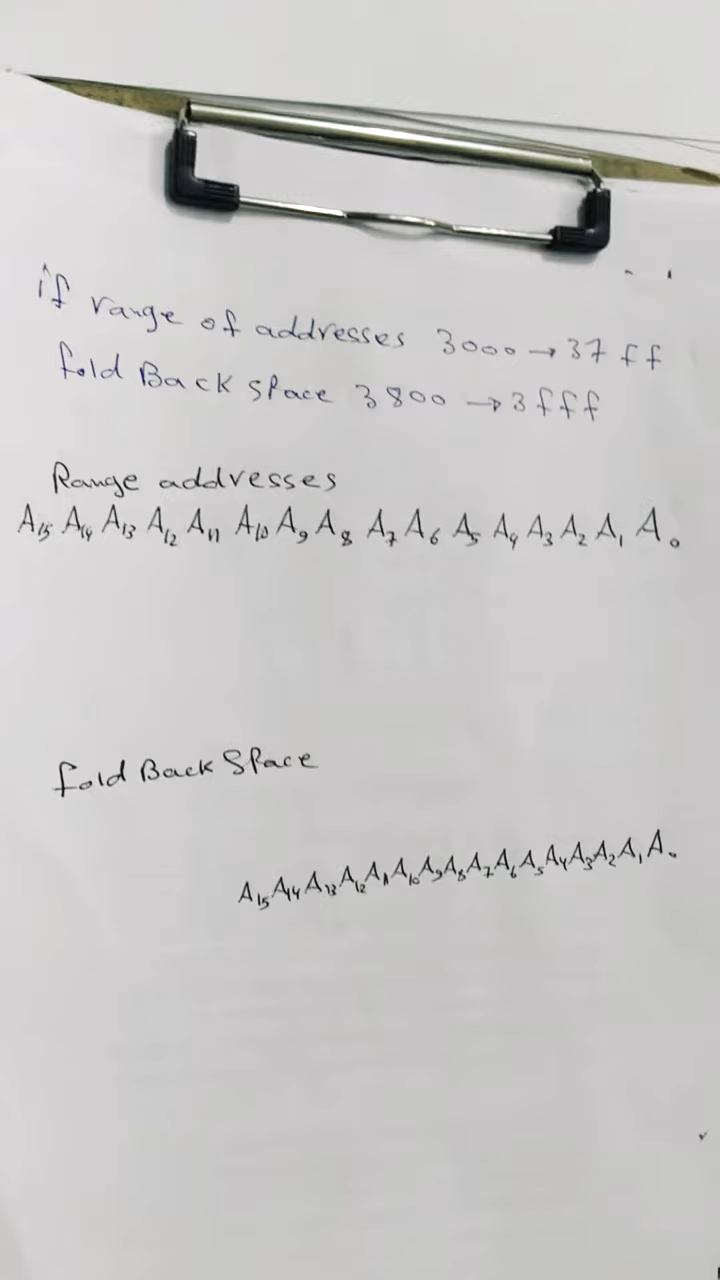 if range of addresses 3000 → 37ff
fold Back space 3800 → 3fff
Range addresses
A₁₅ A₁₄ A₁₃ A₁₂ A₁₁ A₁₀ A₉ A₈ A₇ A₆ A₅ A₄ A₃ A₂ A₁ A₀
fold Back Space
A₁₅ A₁₄ A₁₃ A₁₂ A₁₁ A₁₀ A₉ A₈ A₇ A₆ A₅ A₄ A₃ A₂ A₁ A₀